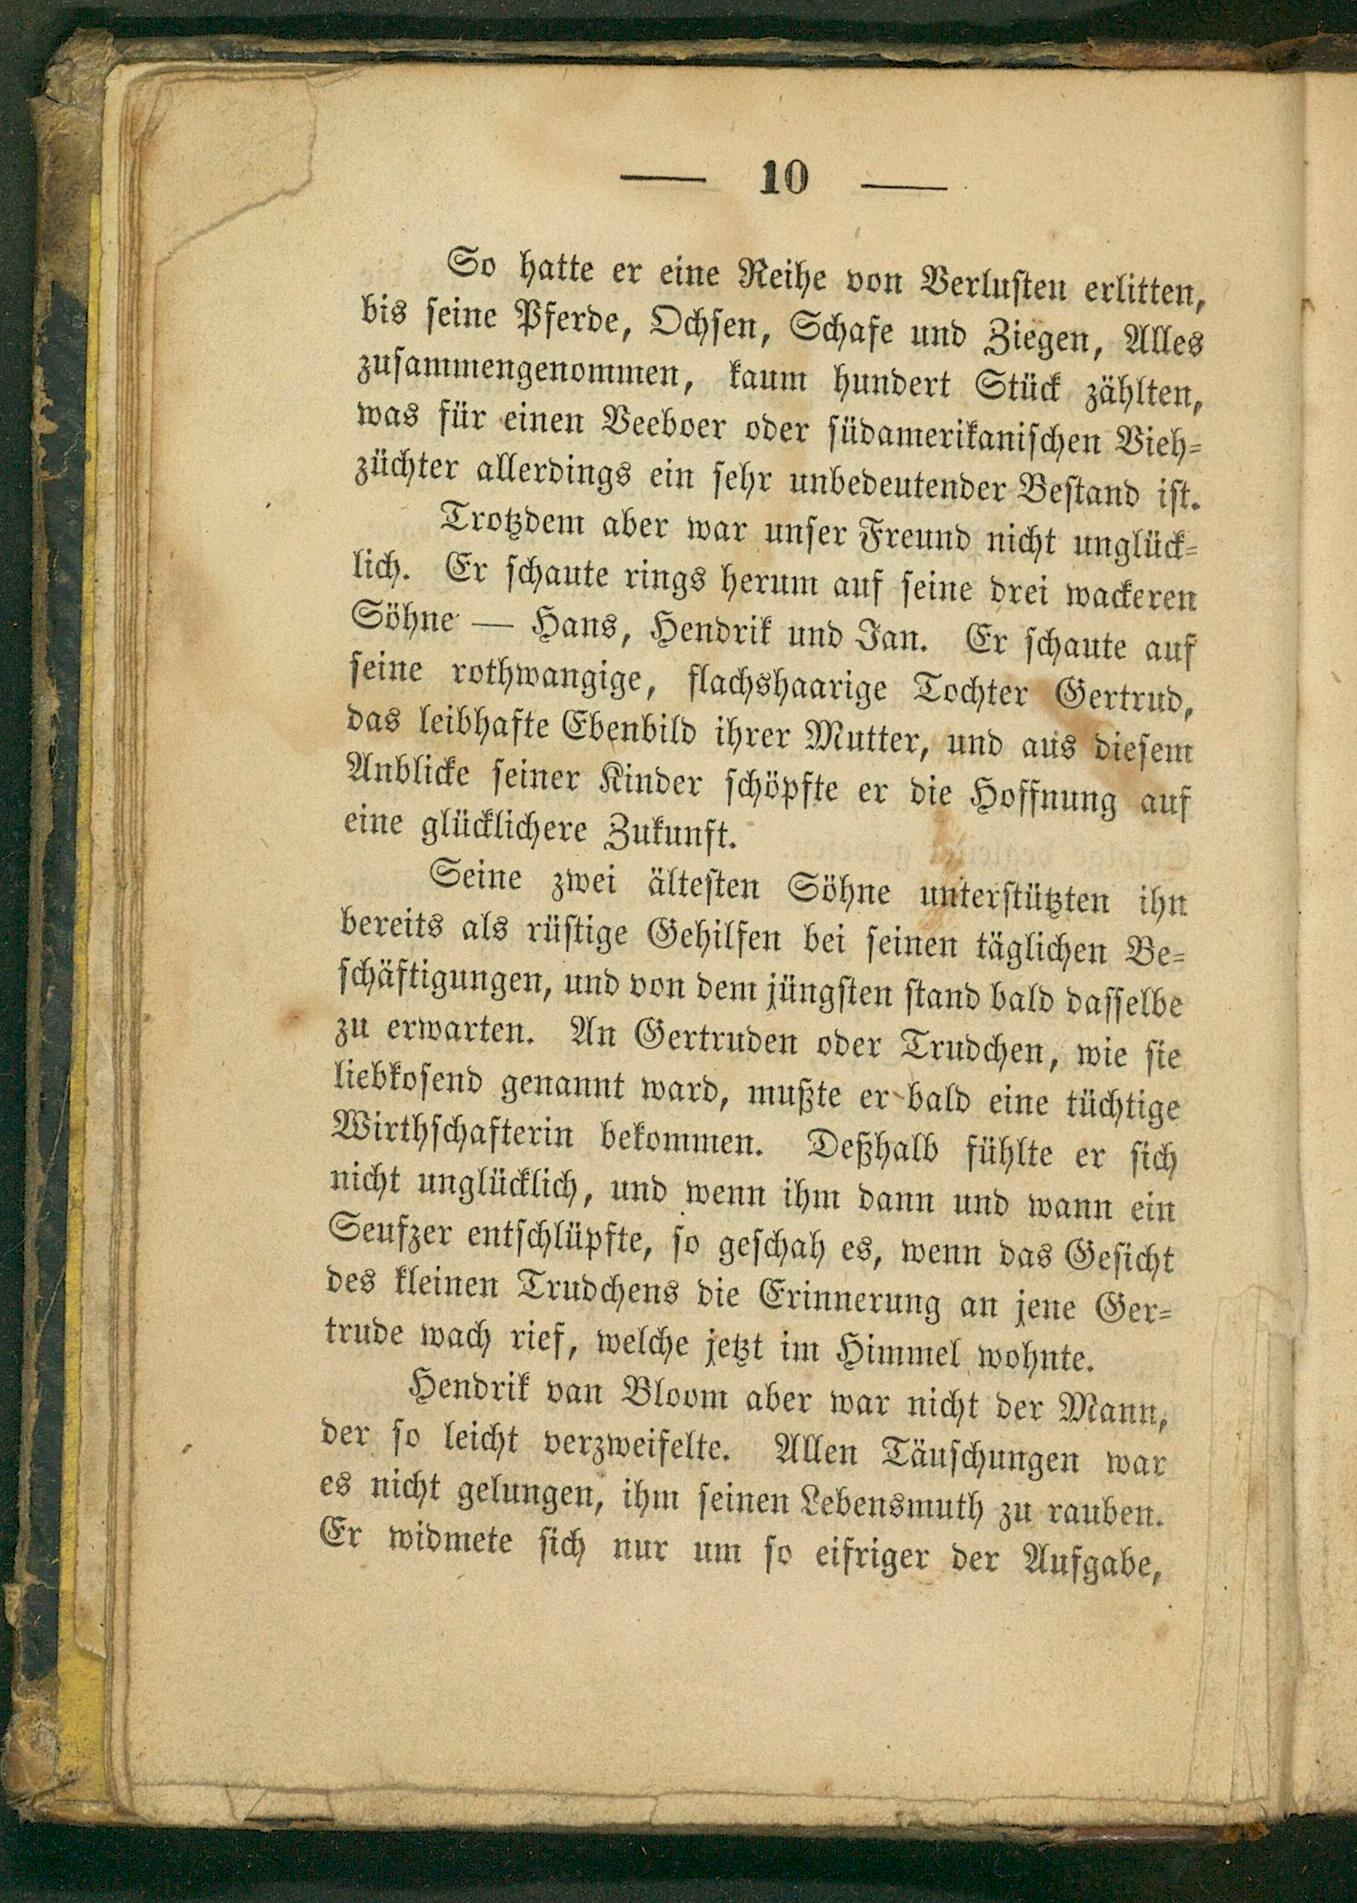 — 10 —
So hatte er eine Reihe von Verlusten erlitten,
bis seine Pferde, Ochsen, Schafe und Ziegen, Alles
zusammengenommen, kaum hundert Stück zählten,
was für einen Veeboer oder südamerikanischen Vieh-
züchter allerdings ein sehr unbedeutender Bestand ist.
Trotzdem aber war unser Freund nicht unglück-
lich. Er schaute rings herum auf seine drei wackeren
Söhne — Hans, Hendrik und Jan. Er schaute auf
seine rothwangige, flachshaarige Tochter Gertrud,
das leibhafte Ebenbild ihrer Mutter, und aus diesem
Anblicke seiner Kinder schöpfte er die Hoffnung auf
eine glücklichere Zukunft.
Seine zwei ältesten Söhne unterstützten ihn
bereits als rüstige Gehilfen bei seinen täglichen Be-
schäftigungen, und von dem jüngsten stand bald dasselbe
zu erwarten. An Gertruden oder Trudchen, wie sie
liebkosend genannt ward, mußte er bald eine tüchtige
Wirthschafterin bekommen. Deßhalb fühlte er sich
nicht unglücklich, und wenn ihm dann und wann ein
Seufzer entschlüpfte, so geschah es, wenn das Gesicht
des kleinen Trudchens die Erinnerung an jene Ger-
trude wach rief, welche jetzt im Himmel wohnte.
Hendrik van Bloom aber war nicht der Mann,
der so leicht verzweifelte. Allen Täuschungen war
es nicht gelungen, ihm seinen Lebensmuth zu rauben.
Er widmete sich nur um so eifriger der Aufgabe,